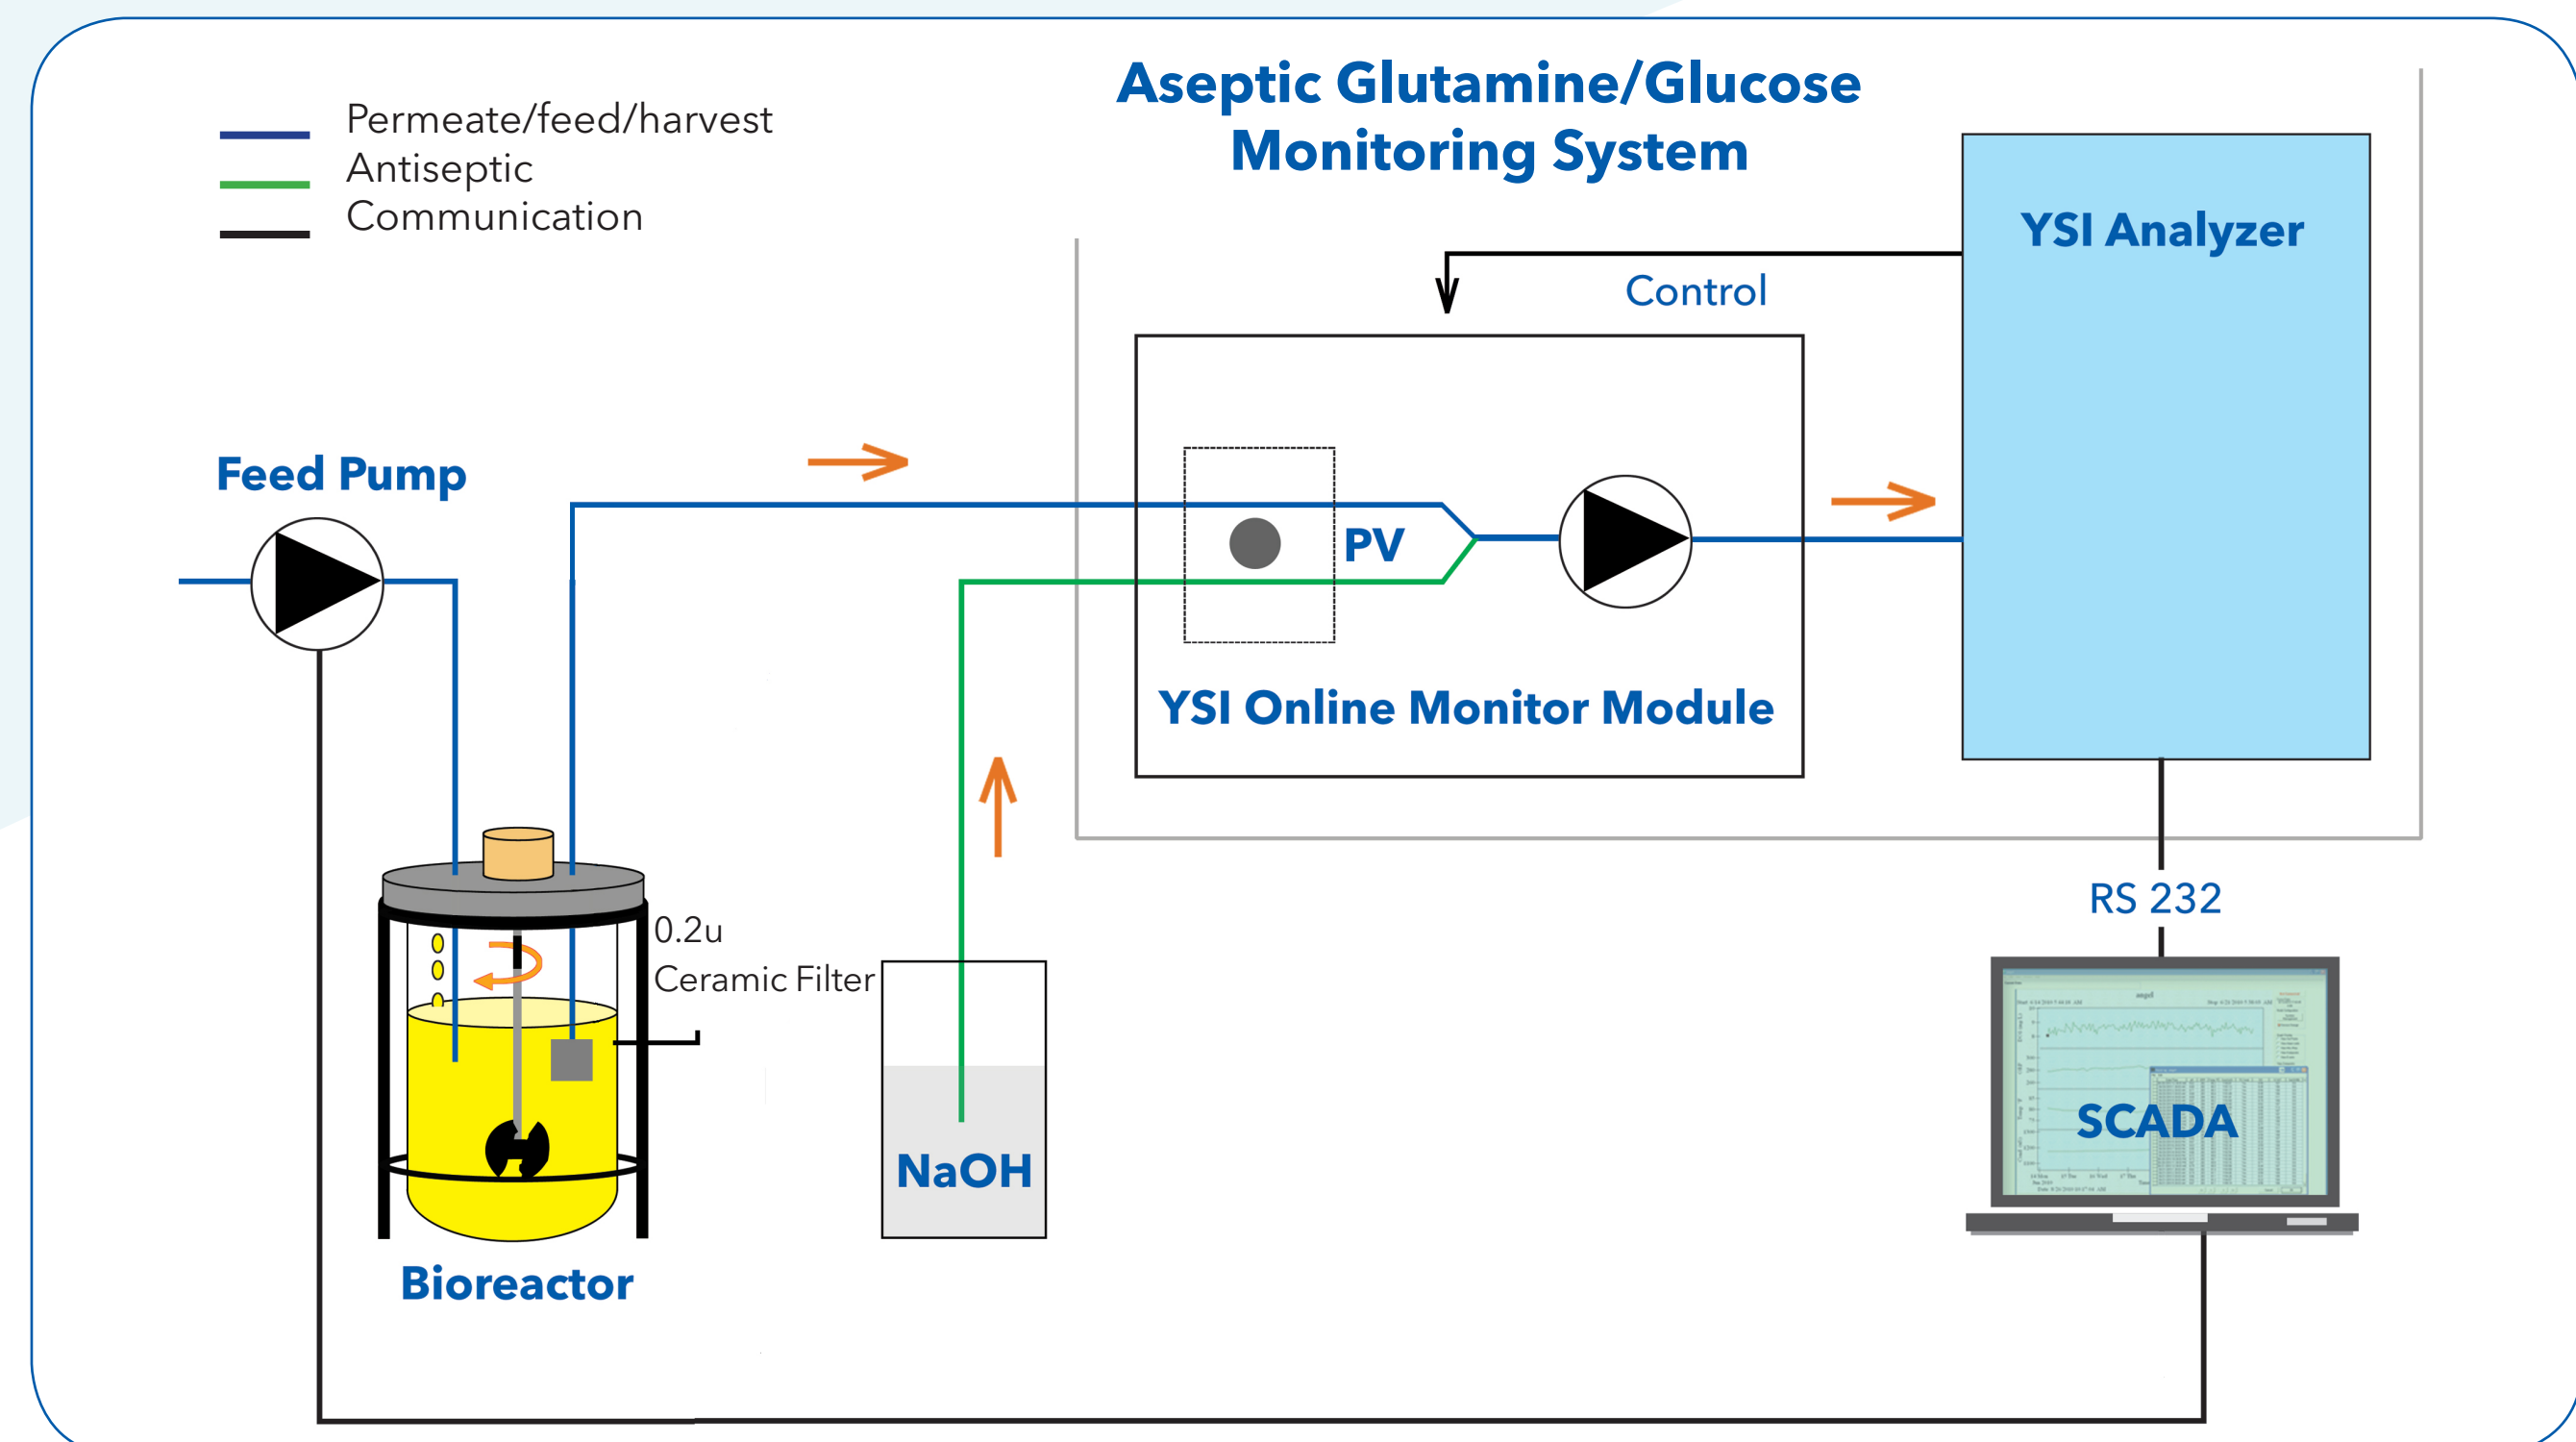 Aseptic Glutamine/Glucose
Monitoring System
Permeate/feed/harvest
Antiseptic
Communication
YSI Analyzer
Control
Feed Pump
PV
YSI Online Monitor Module
0.2u
Ceramic Filter
RS 232
NaOH
SCADA
Bioreactor